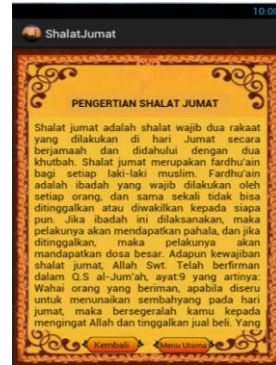 10:00
ShalatJumat
PENGERTIAN SHALAT JUMAT
Shalat jumat adalah shalat wajib dua rakaat
yang dilakukan di hari Jumat secara
berjamaah dan didahului dengan dua
khutbah. Shalat jumat merupakan fardhu'ain
bagi setiap laki-laki muslim. Fardhu'ain
adalah ibadah yang wajib dilakukan oleh
setiap orang, dan sama sekali tidak bisa
ditinggalkan atau diwakilkan kepada siapa
pun. Jika ibadah ini dilaksanakan, maka
pelakunya akan mendapatkan pahala, dan jika
ditinggalkan, maka pelakunya akan
mandapatkan dosa besar. Adapun kewajiban
shalat jumat, Allah Swt. Telah berfirman
dalam Q.S al-Jum'ah, ayat:9 yang artinya:
Wahai orang yang beriman, apabila diseru
untuk menunaikan sembahyang pada hari
jumat, maka bersegeralah kamu kepada
mengingat Allah dan tinggalkan jual beli. Yang
Kembali
Menu Utama